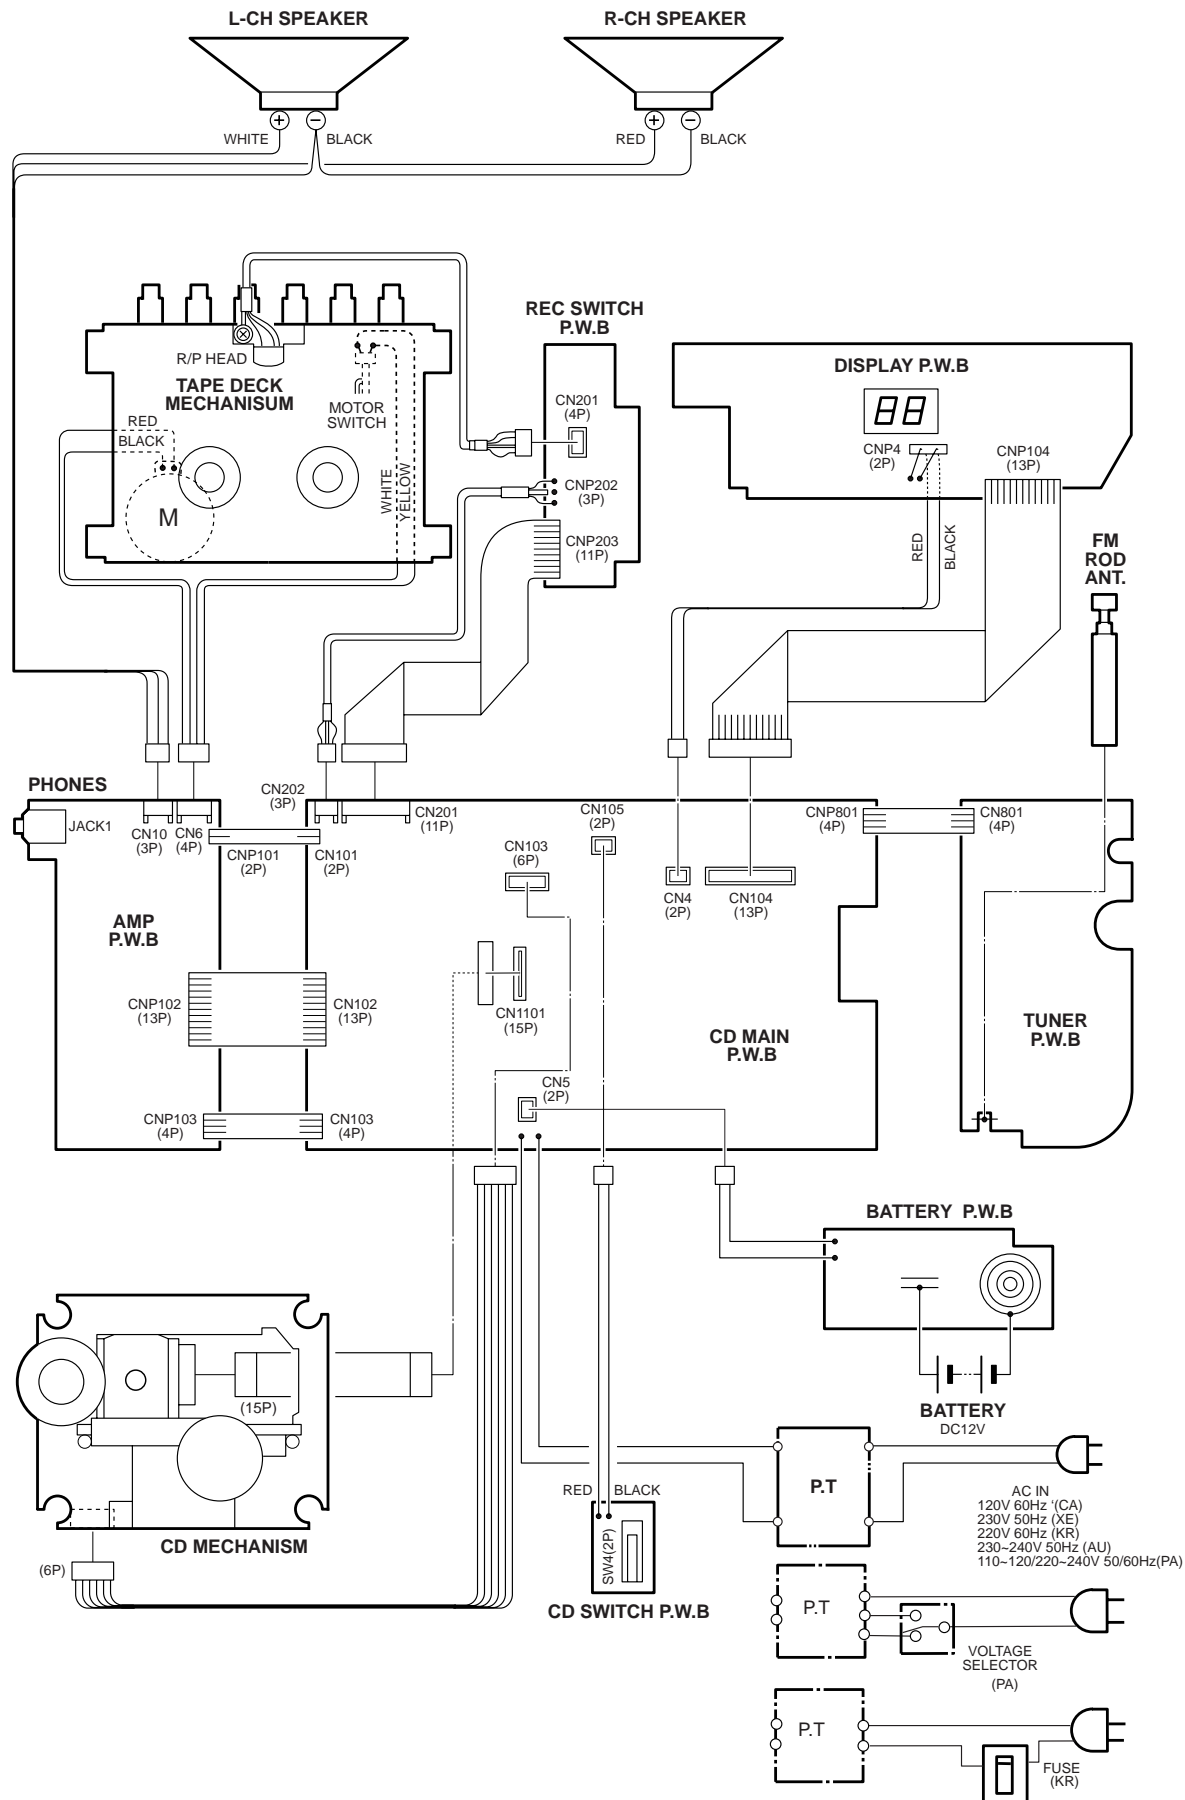 L-CH SPEAKER
R-CH SPEAKER
WHITE
+
−
BLACK
RED
+
−
BLACK
REC SWITCH
P.W.B
R/P HEAD
TAPE DECK
MECHANISUM
MOTOR
SWITCH
RED
BLACK
M
WHITE
YELLOW
CN201
(4P)
CNP202
(3P)
CNP203
(11P)
DISPLAY P.W.B
88
CNP4
(2P)
CNP104
(13P)
RED
BLACK
FM
ROD
ANT.
PHONES
JACK1
CN10
(3P)
CN6
(4P)
CN202
(3P)
CN201
(11P)
CNP101
(2P)
CN101
(2P)
CN105
(2P)
CN103
(6P)
CN4
(2P)
CN104
(13P)
CNP801
(4P)
CN801
(4P)
AMP
P.W.B
CNP102
(13P)
CN102
(13P)
CN1101
(15P)
CD MAIN
P.W.B
TUNER
P.W.B
CN5
(2P)
CNP103
(4P)
CN103
(4P)
BATTERY P.W.B
BATTERY
DC12V
(15P)
CD MECHANISM
(6P)
RED
BLACK
SW4(2P)
CD SWITCH P.W.B
P.T
AC IN
120V 60Hz ‘(CA)
230V 50Hz (XE)
220V 60Hz (KR)
230~240V 50Hz (AU)
110~120/220~240V 50/60Hz(PA)
P.T
VOLTAGE
SELECTOR
(PA)
P.T
FUSE
(KR)